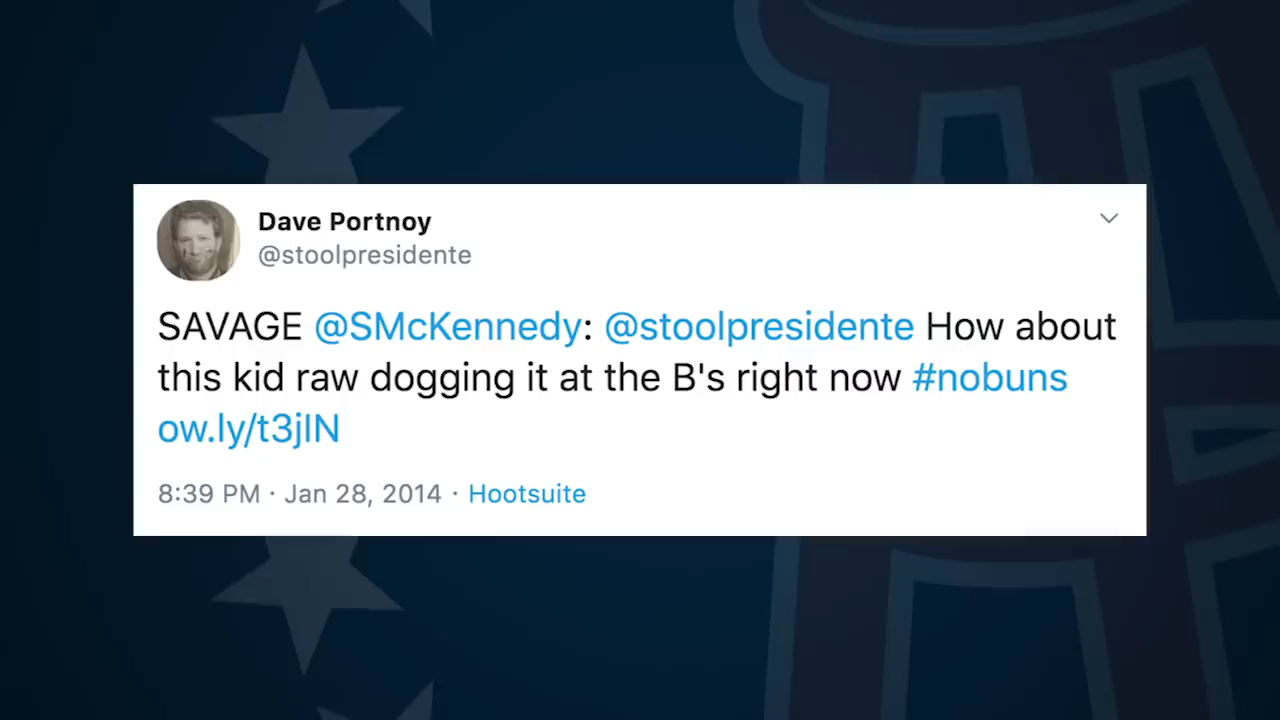 Dave Portnoy
@stoolpresidente
SAVAGE @SMcKennedy: @stoolpresidente How about
this kid raw dogging it at the B's right now #nobuns
ow.ly/t3jIN
8:39 PM · Jan 28, 2014 · Hootsuite